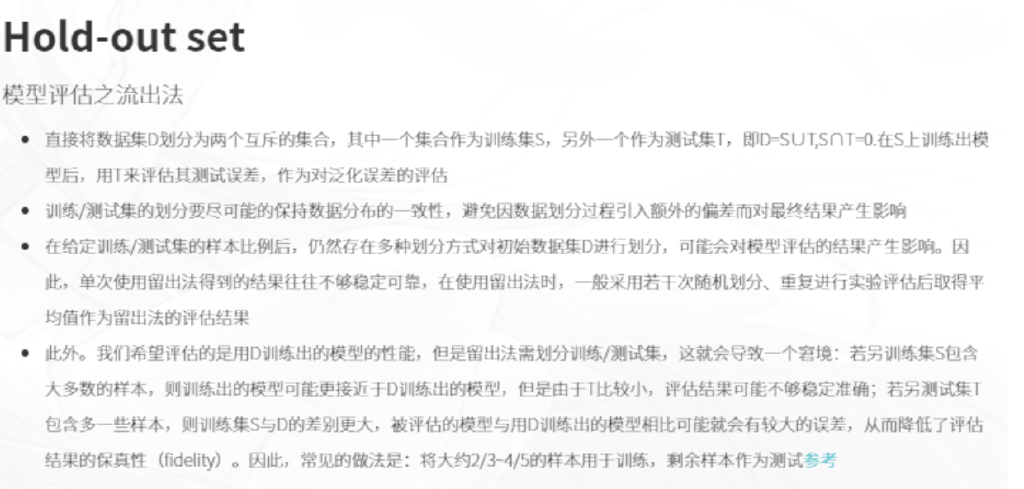 Hold-out set
模型评估之流出法
直接将数据集D划分为两个互斥的集合，其中一个集合作为训练集S，另外一个作为测试集T，即D=S∪T,S∩T=0.在S上训练出模
型后，用T来评估其测试误差，作为对泛化误差的评估
训练/测试集的划分要尽可能的保持数据分布的一致性，避免因数据划分过程引入额外的偏差而对最终结果产生影响
在给定训练/测试集的样本比例后，仍然存在多种划分方式对初始数据集D进行划分，可能会对模型评估的结果产生影响。因
此，单次使用留出法得到的结果往往不够稳定可靠，在使用留出法时，一般采用若干次随机划分、重复进行实验评估后取得平
均值作为留出法的评估结果
此外。我们希望评估的是用D训练出的模型的性能，但是留出法需划分训练/测试集，这就会导致一个窘境：若另训练集S包含
大多数的样本，则训练出的模型可能更接近于D训练出的模型，但是由于T比较小，评估结果可能不够稳定准确；若另测试集T
包含多一些样本，则训练集S与D的差别更大，被评估的模型与用D训练出的模型相比可能就会有较大的误差，从而降低了评估
结果的保真性（fidelity）。因此，常见的做法是：将大约2/3~4/5的样本用于训练，剩余样本作为测试参考